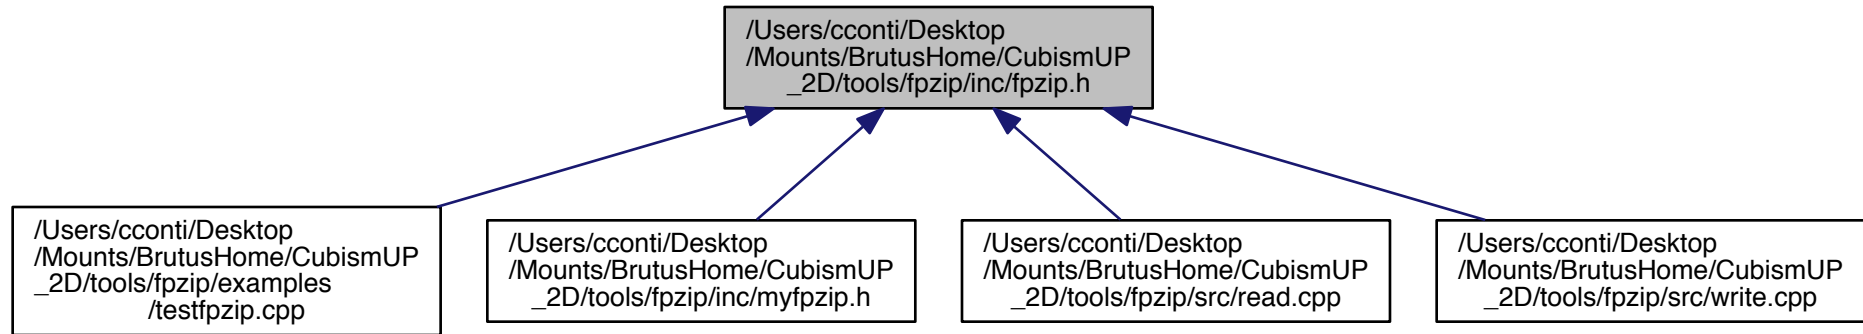 /Users/cconti/Desktop
/Mounts/BrutusHome/CubismUP
_2D/tools/fpzip/inc/fpzip.h
/Users/cconti/Desktop
/Mounts/BrutusHome/CubismUP
_2D/tools/fpzip/examples
/testfpzip.cpp
/Users/cconti/Desktop
/Mounts/BrutusHome/CubismUP
_2D/tools/fpzip/inc/myfpzip.h
/Users/cconti/Desktop
/Mounts/BrutusHome/CubismUP
_2D/tools/fpzip/src/read.cpp
/Users/cconti/Desktop
/Mounts/BrutusHome/CubismUP
_2D/tools/fpzip/src/write.cpp